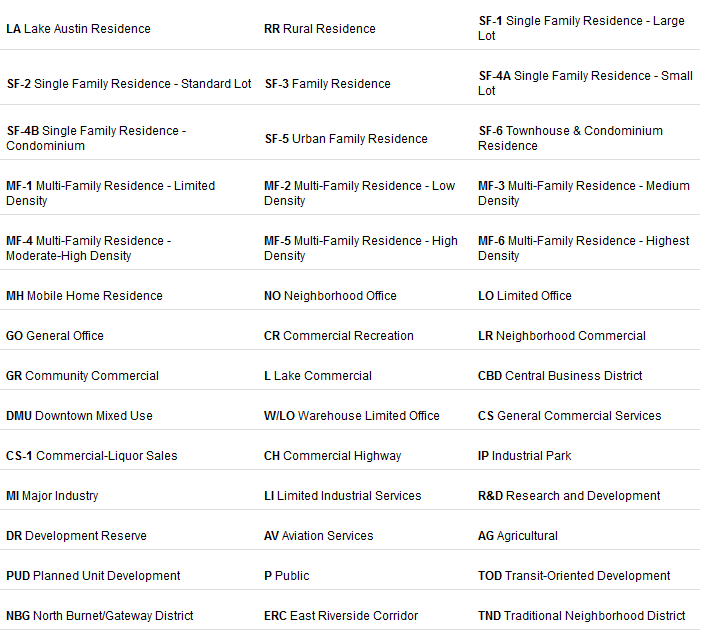 LA Lake Austin Residence
RR Rural Residence
SF-1 Single Family Residence - Large
Lot
SF-2 Single Family Residence - Standard Lot
SF-3 Family Residence
SF-4A Single Family Residence - Small
Lot
SF-4B Single Family Residence -
Condominium
SF-5 Urban Family Residence
SF-6 Townhouse & Condominium
Residence
MF-1 Multi-Family Residence - Limited
Density
MF-2 Multi-Family Residence - Low
Density
MF-3 Multi-Family Residence - Medium
Density
MF-4 Multi-Family Residence -
Moderate-High Density
MF-5 Multi-Family Residence - High
Density
MF-6 Multi-Family Residence - Highest
Density
MH Mobile Home Residence
NO Neighborhood Office
LO Limited Office
GO General Office
CR Commercial Recreation
LR Neighborhood Commercial
GR Community Commercial
L Lake Commercial
CBD Central Business District
DMU Downtown Mixed Use
W/LO Warehouse Limited Office
CS General Commercial Services
CS-1 Commercial-Liquor Sales
CH Commercial Highway
IP Industrial Park
MI Major Industry
LI Limited Industrial Services
R&D Research and Development
DR Development Reserve
AV Aviation Services
AG Agricultural
PUD Planned Unit Development
P Public
TOD Transit-Oriented Development
NBG North Burnet/Gateway District
ERC East Riverside Corridor
TND Traditional Neighborhood District